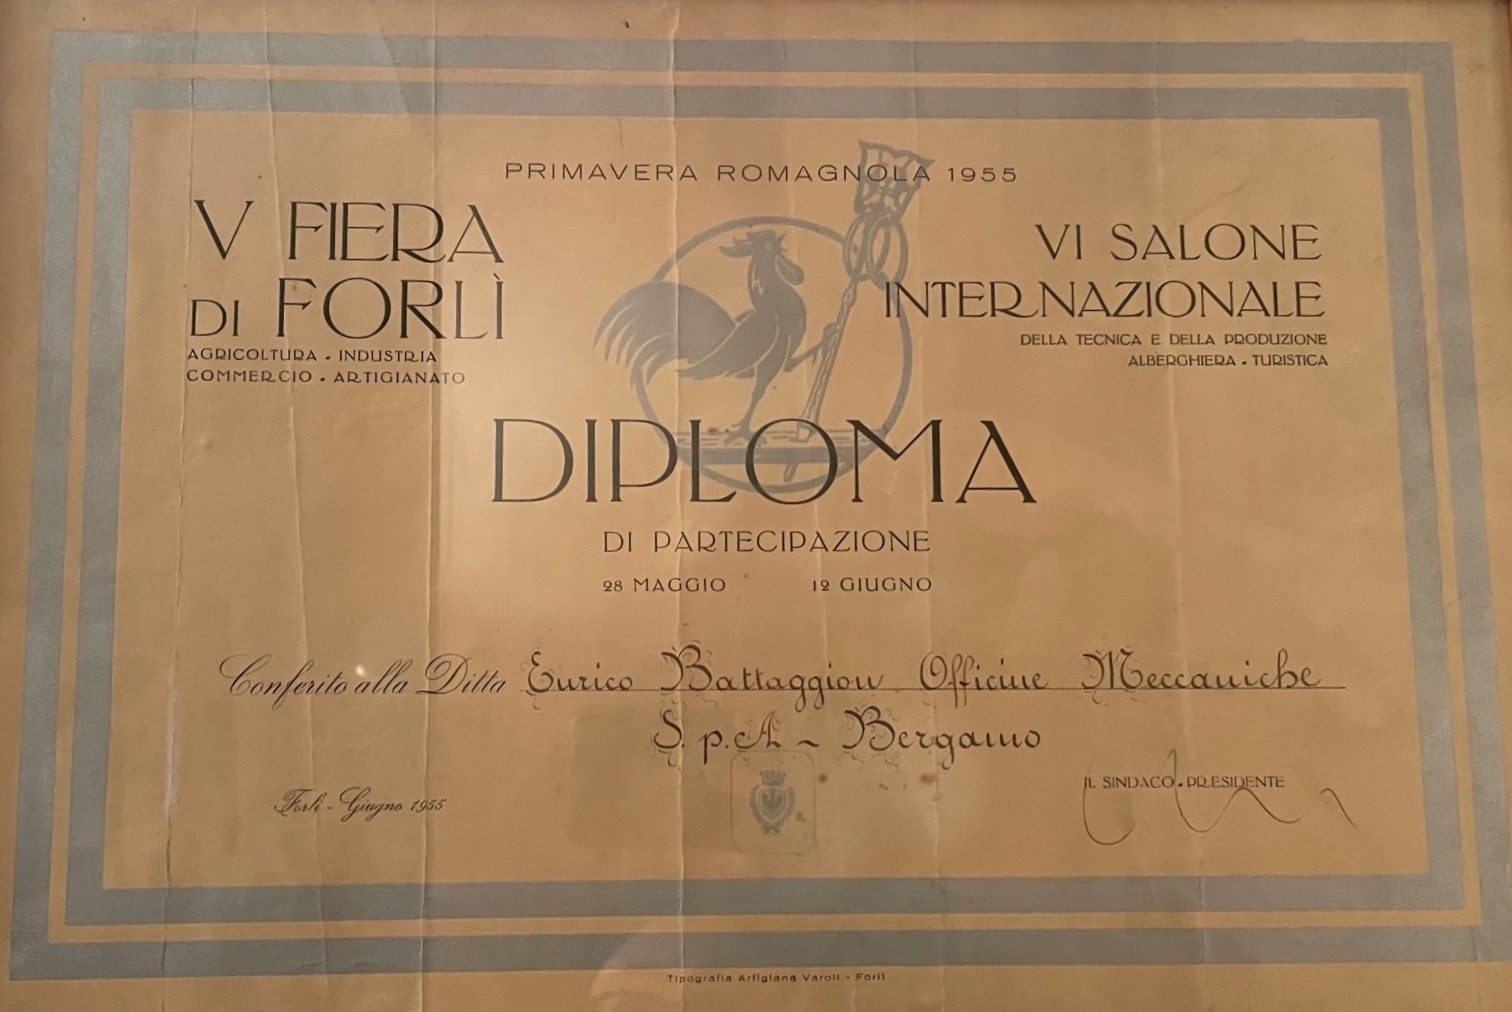 PRIMAVERA ROMAGNOLA 1955
V FIERA
DI FORLÌ
AGRICOLTURA - INDUSTRIA
COMMERCIO - ARTIGIANATO
VI SALONE
INTERNAZIONALE
DELLA TECNICA E DELLA PRODUZIONE
ALBERGHIERA - TURISTICA
DIPLOMA
DI PARTECIPAZIONE
28 MAGGIO 12 GIUGNO
Conferito alla Ditta Enrico Battaggion Officine Meccaniche
S. p. A - Bergamo
Forlì - Giugno 1955
IL SINDACO - PRESIDENTE
Tipografia Artigiana Varoli - Forlì